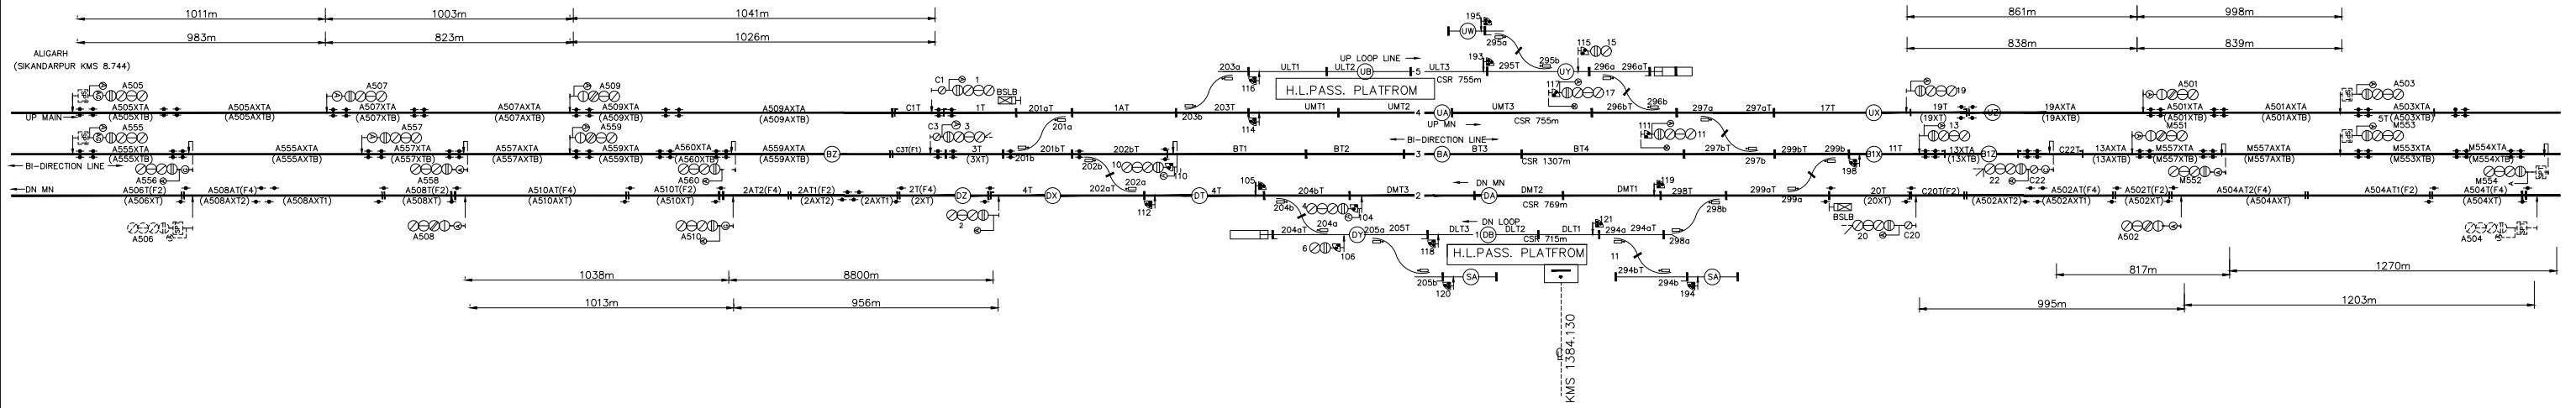 1011m 1003m 1041m 861m 998m
983m 823m 1026m 838m 839m
ALIGARH
(SIKANDARPUR KMS 8.744)
195
UW
295a 295b
115 15
UP LOOP LINE
203a ULT1 ULT2 UB 5 ULT3 193 295T UY 296a 296aT
CSR 755m
116
H.L.PASS. PLATFROM
117 17
A505 A507 A509 C1 1 BSLB 19 A501 A503
A505XTA A505AXTA A507XTA A507AXTA A509XTA A509AXTA C1T 1T 201aT 1AT 203b 203T UMT1 UMT2 4 UA UMT3 296bT 296b 297a 297aT 17T UX 19T UZ 19AXTA A501XTA A501AXTA A503XTA
UP MAIN (A505XTB) (A505AXTB) (A507XTB) (A507AXTB) (A509XTB) (A509AXTB) CSR 755m (19XT) (19AXTB) (A501XTB) (A501AXTB) 5T (A503XTB)
UP MN
A555 A557 A559 C3 3 201a 114 111 11 13 M551 M553
BI-DIRECTION LINE
A555XTA A555AXTA A557XTA A557AXTA A559XTA A560XTA A559AXTA BZ C3T(F1) 3T 201b 201bT 202bT BT1 BT2 3 BA BT3 BT4 297bT 297b 299bT 299b B1X 11T 13XTA B1Z C22T 13AXTA M557XTA M557AXTA M553XTA M554XTA
(A555XTB) (A555AXTB) (A557XTB) (A557AXTB) (A559XTB) (A560XTB) (A559AXTB) (3XT) CSR 1307m (13XTB) (13AXTB) (M557XTB) (M557AXTB) (M553XTB) (M554XTB)
BI-DIRECTION LINE
A556 A558 A560 202b 10 110 198 22 C22 M552 M554
DN MN
DN MN
A506T(F2) A508AT(F4) A508T(F2) A510AT(F4) A510T(F2) 2AT2(F4) 2AT1(F2) 2T(F4) DZ 4T DX 202aT 202a DT 4T 105 204bT DMT3 2 DA DMT2 DMT1 119 298T 299aT 299a 20T C20T(F2) A502AT(F4) A502T(F2) A504AT2(F4) A504AT1(F2) A504T(F4)
(A506XT) (A508AXT2) (A508AXT1) (A508XT) (A510AXT) (A510XT) (2AXT2) (2AXT1) (2XT) CSR 769m (20XT) (A502AXT2) (A502AXT1) (A502XT) (A504AXT) (A504XT)
112 204b 4 104 298b BSLB
A506 A508 A510 2 20 C20 A502 A504
DN LOOP
204a 121
204aT DY 205a 205T DLT3 1 DB DLT2 DLT1 294a 294aT 298a
CSR 715m
6 106 118
H.L.PASS. PLATFROM
11
205b SA 294bT 294b SA
120 194
1038m 8800m 817m 1270m
1013m 956m 995m 1203m
KMS 1384.130